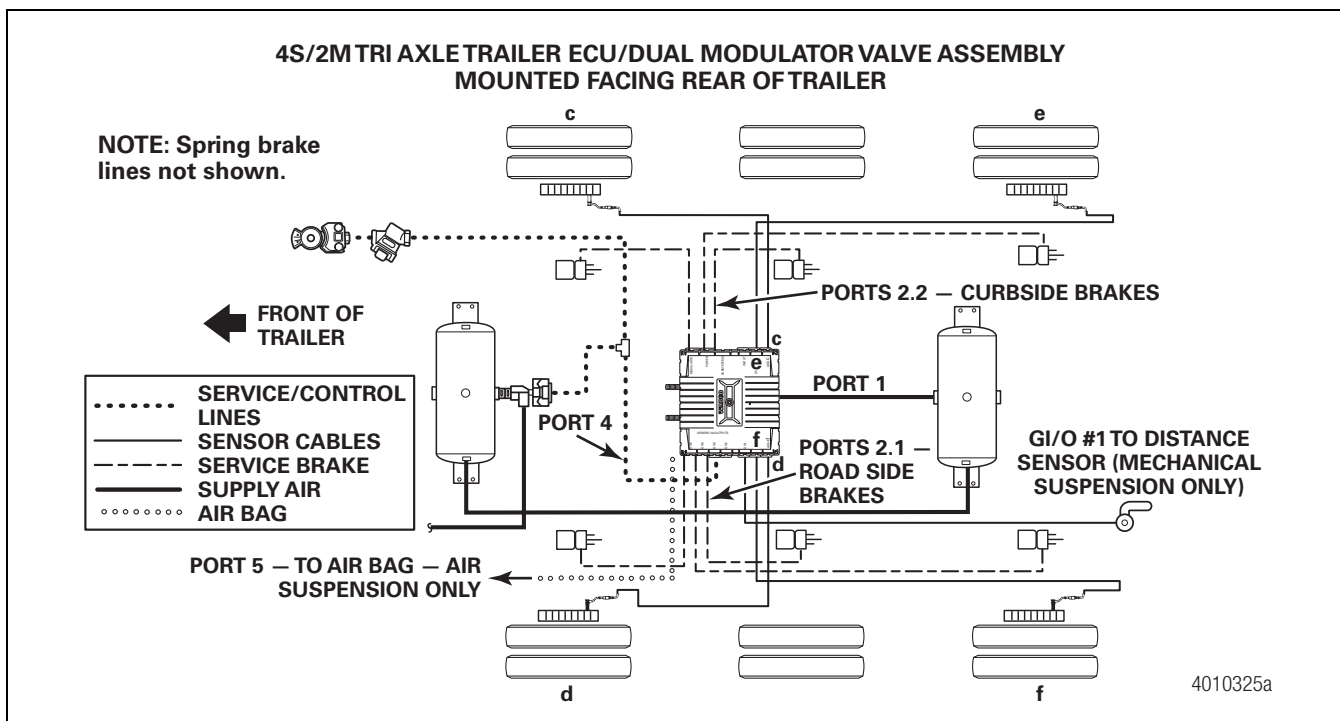 4S/2M TRI AXLE TRAILER ECU/DUAL MODULATOR VALVE ASSEMBLY
MOUNTED FACING REAR OF TRAILER
NOTE: Spring brake
lines not shown.
c
e
PORTS 2.2 — CURBSIDE BRAKES
FRONT OF
TRAILER
c
e
PORT 1
SERVICE/CONTROL
LINES
SENSOR CABLES
SERVICE BRAKE
SUPPLY AIR
AIR BAG
PORT 4
f
d
PORTS 2.1 —
ROAD SIDE
BRAKES
GI/O #1 TO DISTANCE
SENSOR (MECHANICAL
SUSPENSION ONLY)
PORT 5 — TO AIR BAG — AIR
SUSPENSION ONLY
d
f
4010325a